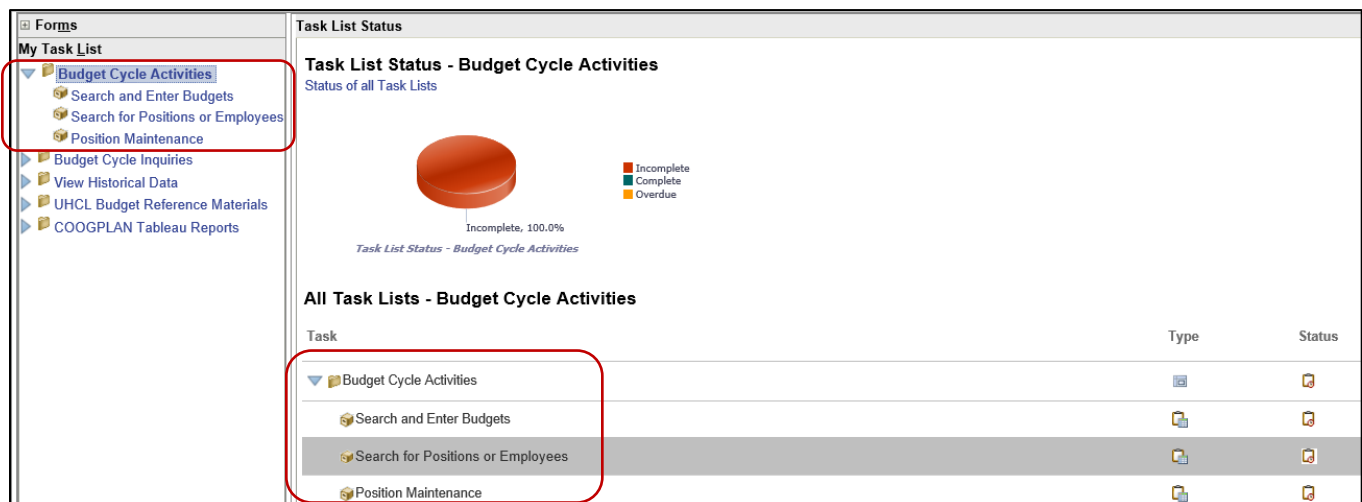 Forms
My Task List
Budget Cycle Activities
Search and Enter Budgets
Search for Positions or Employees
Position Maintenance
Budget Cycle Inquiries
View Historical Data
UHCL Budget Reference Materials
COOGPLAN Tableau Reports
Task List Status
Task List Status - Budget Cycle Activities
Status of all Task Lists
Incomplete
Complete
Overdue
Incomplete, 100.0%
Task List Status - Budget Cycle Activities
All Task Lists - Budget Cycle Activities
Task Type Status
Budget Cycle Activities
Search and Enter Budgets
Search for Positions or Employees
Position Maintenance